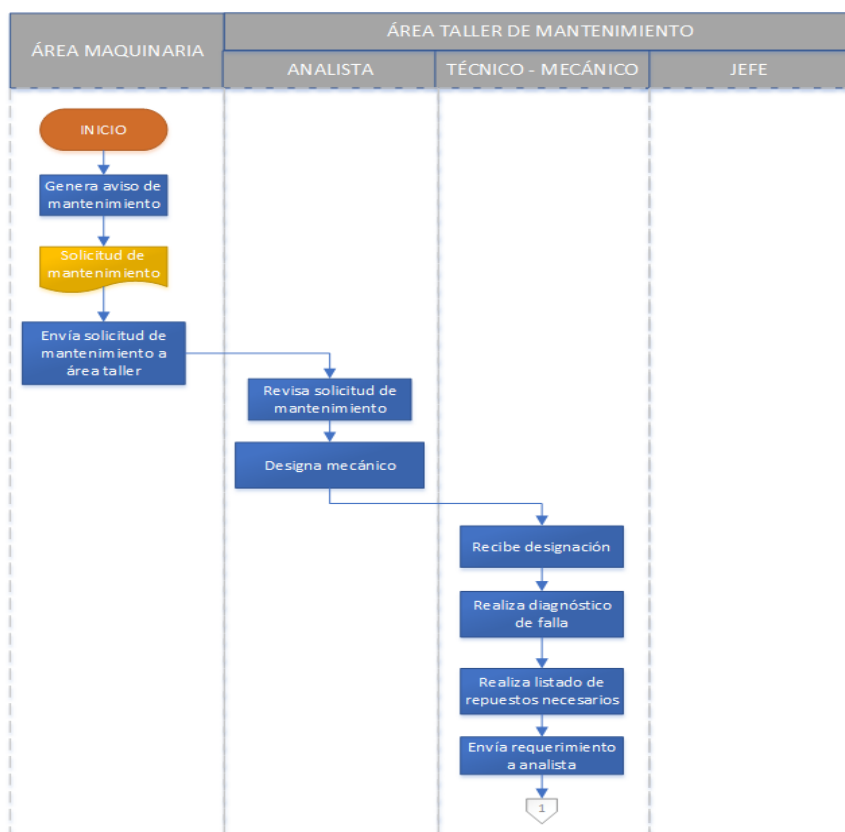 ÁREA MAQUINARIA
ÁREA TALLER DE MANTENIMIENTO
ANALISTA
TÉCNICO - MECÁNICO
JEFE
INICIO
Genera aviso de
mantenimiento
Solicitud de
mantenimiento
Envía solicitud de
mantenimiento a
área taller
Revisa solicitud de
mantenimiento
Designa mecánico
Recibe designación
Realiza diagnóstico
de falla
Realiza listado de
repuestos necesarios
Envía requerimiento
a analista
1